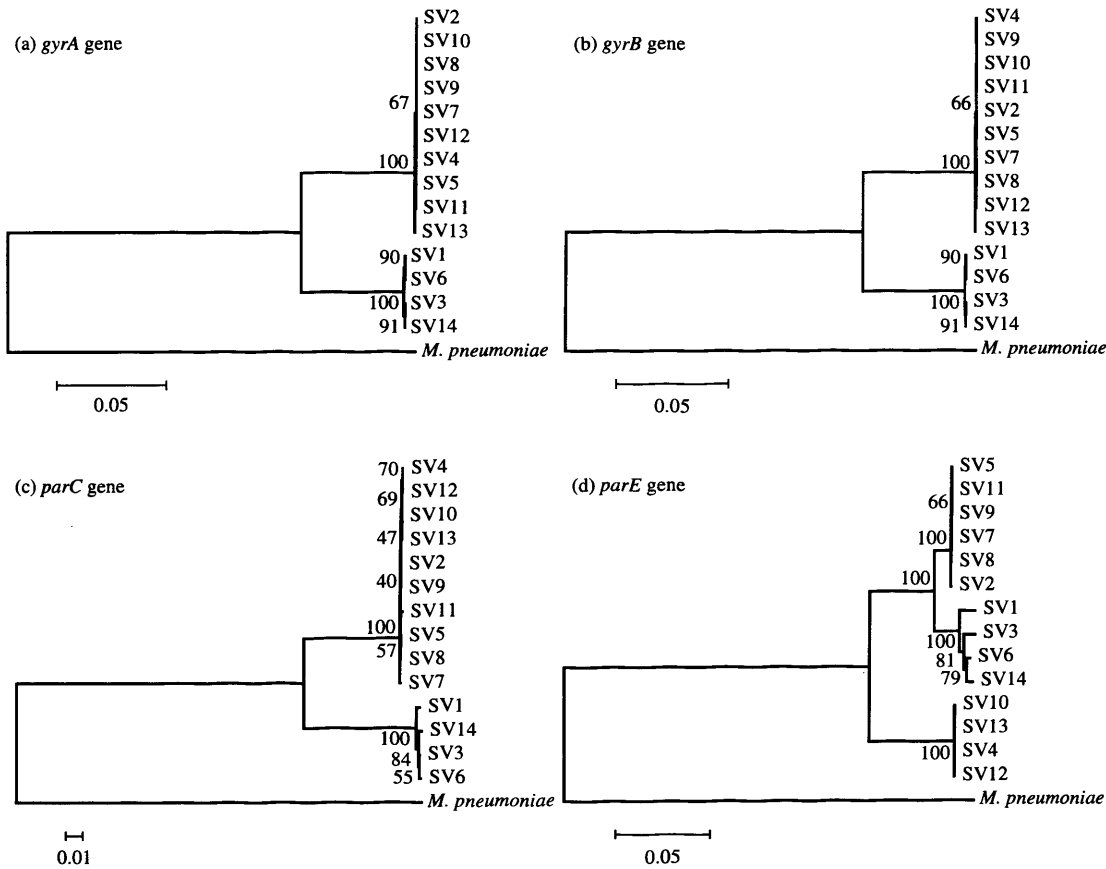 (a) gyrA gene
SV2
SV10
SV8
SV9
67
SV7
SV12
100
SV4
SV5
SV11
SV13
90
SV1
SV6
100
SV3
91
SV14
M. pneumoniae
0.05
(b) gyrB gene
SV4
SV9
SV10
SV11
66
SV2
SV5
100
SV7
SV8
SV12
SV13
90
SV1
SV6
100
SV3
91
SV14
M. pneumoniae
0.05
(c) parC gene
70
SV4
SV12
69
SV10
47
SV13
SV2
40
SV9
SV11
100
SV5
57
SV8
SV7
SV1
SV14
100
SV3
84
55
SV6
M. pneumoniae
0.01
(d) parE gene
SV5
SV11
66
SV9
100
SV7
SV8
100
SV2
SV1
SV3
100
SV6
81
79
SV14
SV10
SV13
100
SV4
SV12
M. pneumoniae
0.05